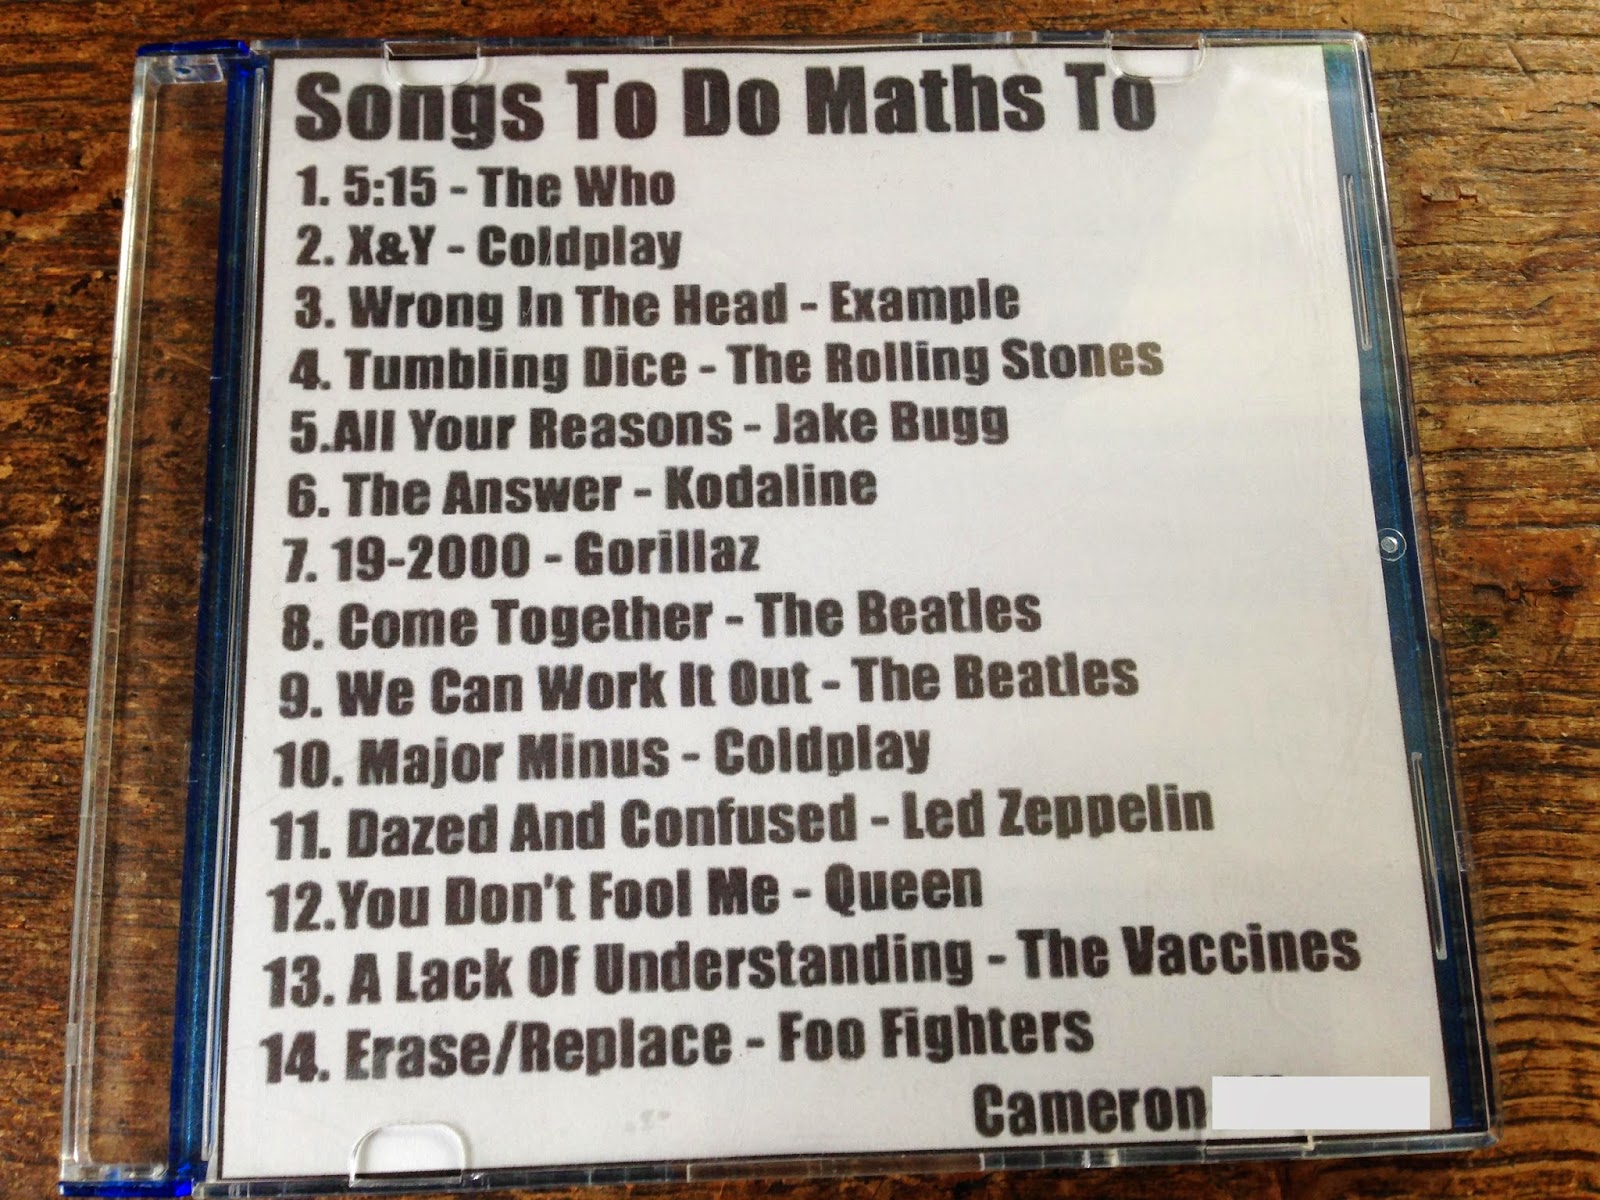 Songs To Do Maths To
1. 5:15 - The Who
2. X&Y - Coldplay
3. Wrong In The Head - Example
4. Tumbling Dice - The Rolling Stones
5.All Your Reasons - Jake Bugg
6. The Answer - Kodaline
7. 19-2000 - Gorillaz
8. Come Together - The Beatles
9. We Can Work It Out - The Beatles
10. Major Minus - Coldplay
11. Dazed And Confused - Led Zeppelin
12.You Don't Fool Me - Queen
13. A Lack Of Understanding - The Vaccines
14. Erase/Replace - Foo Fighters
Cameron